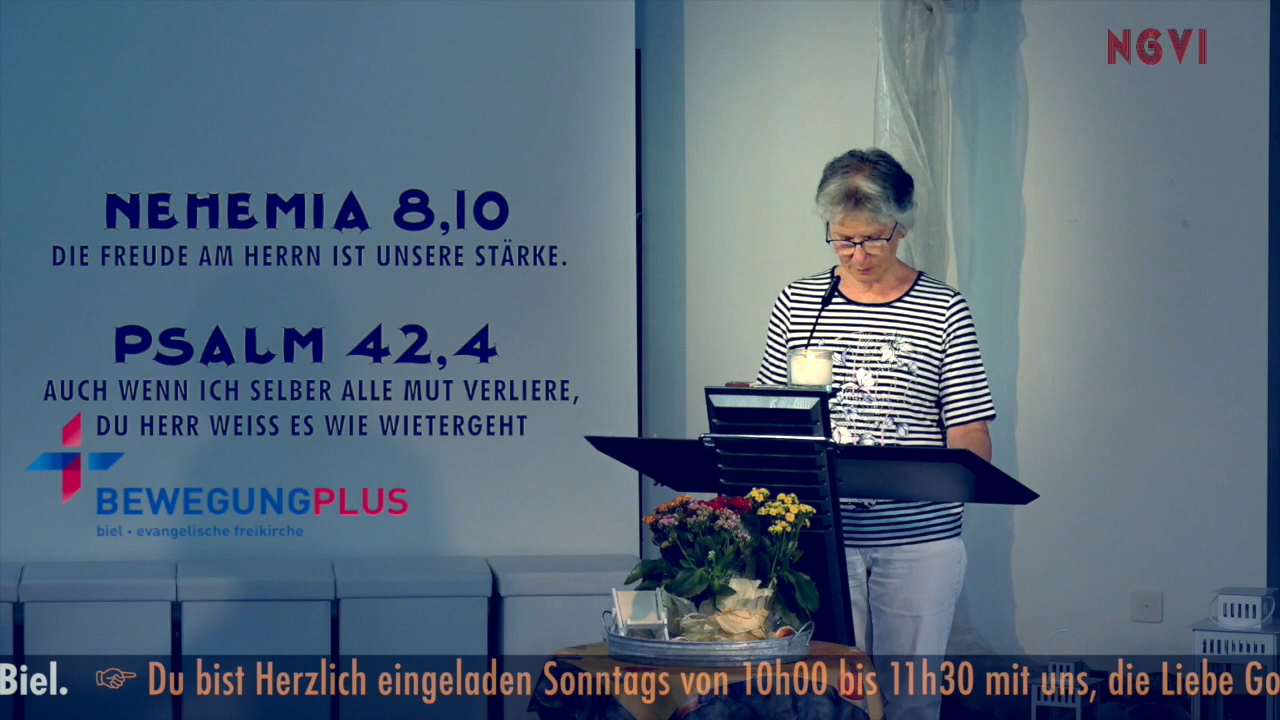 NGVI
NEHEMIA 8,10
DIE FREUDE AM HERRN IST UNSERE STÄRKE.
PSALM 42,4
AUCH WENN ICH SELBER ALLE MUT VERLIERE,
DU HERR WEISS ES WIE WIETERGEHT
BEWEGUNGPLUS
biel • evangelische freikirche
Biel. ☞ Du bist Herzlich eingeladen Sonntags von 10h00 bis 11h30 mit uns, die Liebe Go